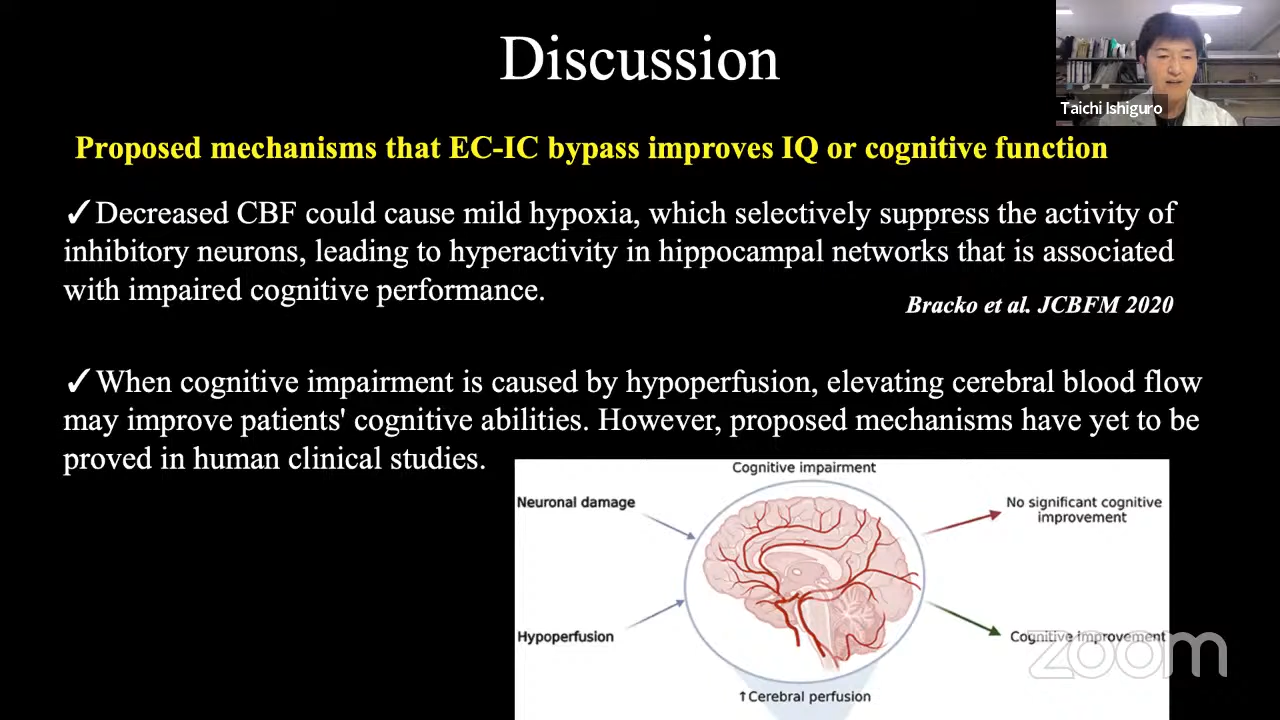 Discussion
Taichi Ishiguro
Proposed mechanisms that EC-IC bypass improves IQ or cognitive function
✓Decreased CBF could cause mild hypoxia, which selectively suppress the activity of
inhibitory neurons, leading to hyperactivity in hippocampal networks that is associated
with impaired cognitive performance.
Bracko et al. JCBFM 2020
✓When cognitive impairment is caused by hypoperfusion, elevating cerebral blood flow
may improve patients' cognitive abilities. However, proposed mechanisms have yet to be
proved in human clinical studies.
Cognitive impairment
Neuronal damage
No significant cognitive
improvement
Hypoperfusion
Cognitive improvement
zoom
↑Cerebral perfusion